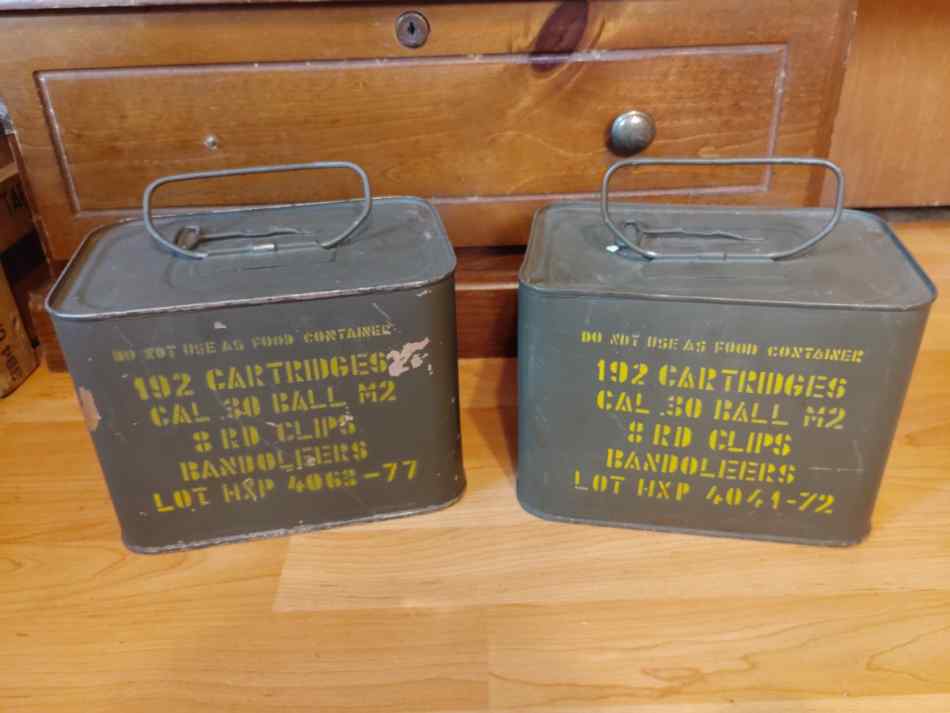 DO NOT USE AS FOOD CONTAINER
192 CARTRIDGES
CAL .30 BALL M2
8 RD CLIPS
BANDOLEERS
LOT HXP 4063-77
DO NOT USE AS FOOD CONTAINER
192 CARTRIDGES
CAL .30 BALL M2
8 RD CLIPS
BANDOLEERS
LOT HXP 4041-72